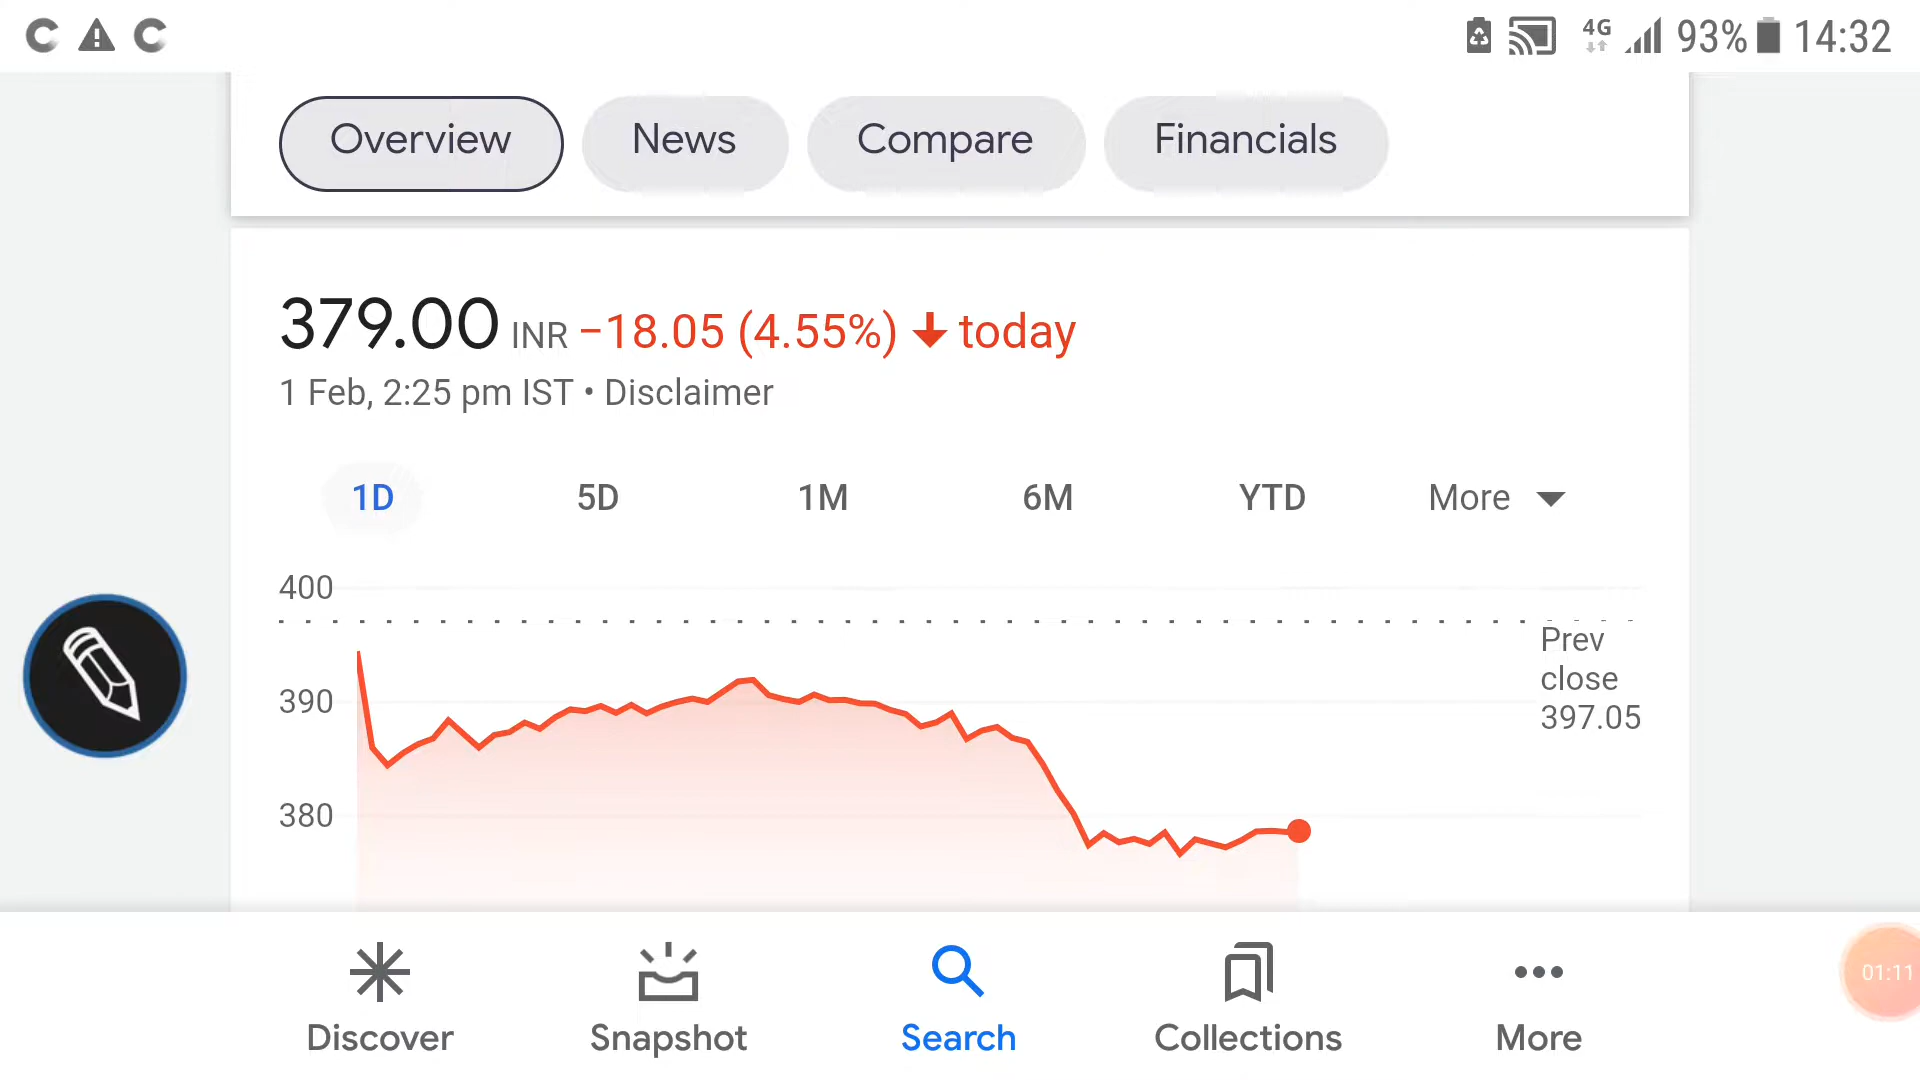 93% 14:32
4G
Overview News Compare Financials
379.00 INR −18.05 (4.55%) today
1 Feb, 2:25 pm IST • Disclaimer
1D 5D 1M 6M YTD More
400
Prev
close
397.05
390
380
Discover Snapshot Search Collections More
01:11